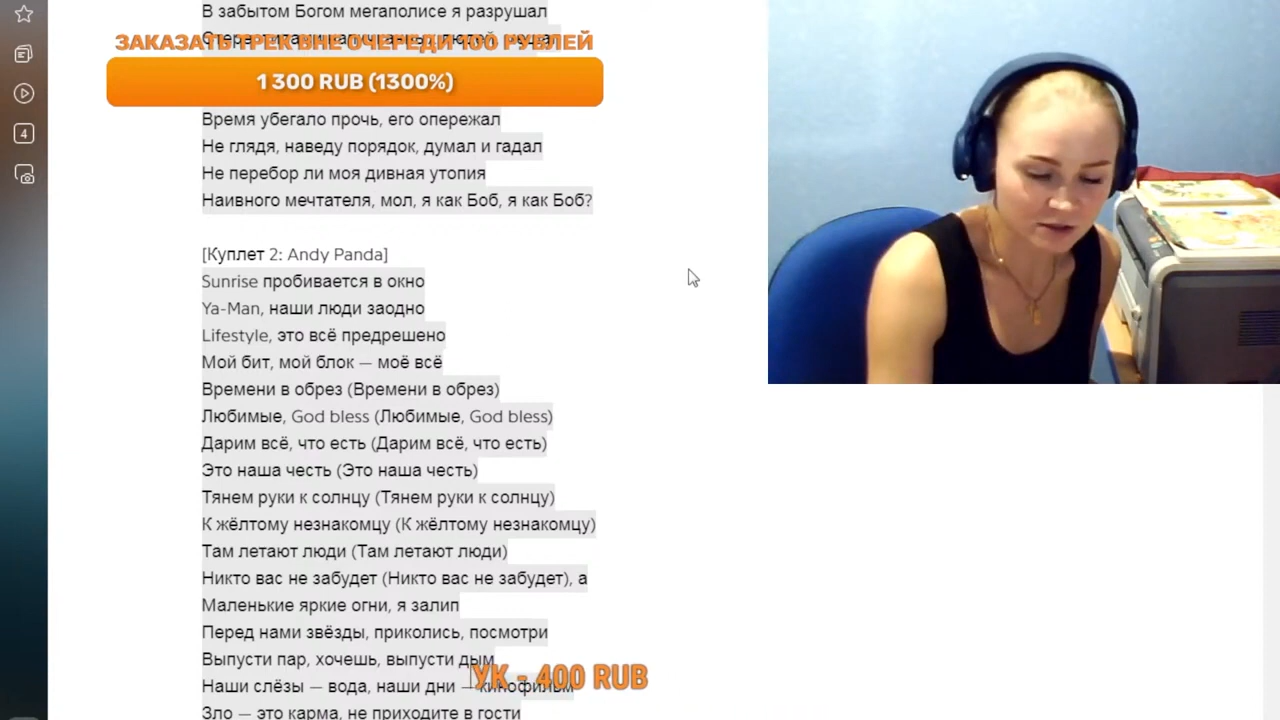 В забытом Богом мегаполисе я разрушал
ЗАКАЗАТЬ ТРЕК ВНЕ ОЧЕРЕДИ 100 РУБЛЕЙ
1 300 RUB (1300%)
Время убегало прочь, его опережал
Не глядя, наведу порядок, думал и гадал
Не перебор ли моя дивная утопия
Наивного мечтателя, мол, я как Боб, я как Боб?
[Куплет 2: Andy Panda]
Sunrise пробивается в окно
Ya-Man, наши люди заодно
Lifestyle, это всё предрешено
Мой бит, мой блок — моё всё
Времени в обрез (Времени в обрез)
Любимые, God bless (Любимые, God bless)
Дарим всё, что есть (Дарим всё, что есть)
Это наша честь (Это наша честь)
Тянем руки к солнцу (Тянем руки к солнцу)
К жёлтому незнакомцу (К жёлтому незнакомцу)
Там летают люди (Там летают люди)
Никто вас не забудет (Никто вас не забудет), а
Маленькие яркие огни, я залип
Перед нами звёзды, приколись, посмотри
Выпусти пар, хочешь, выпусти дым
УК - 400 RUB
Наши слёзы — вода, наши дни — кинофильм
Зло — это карма, не приходите в гости
4